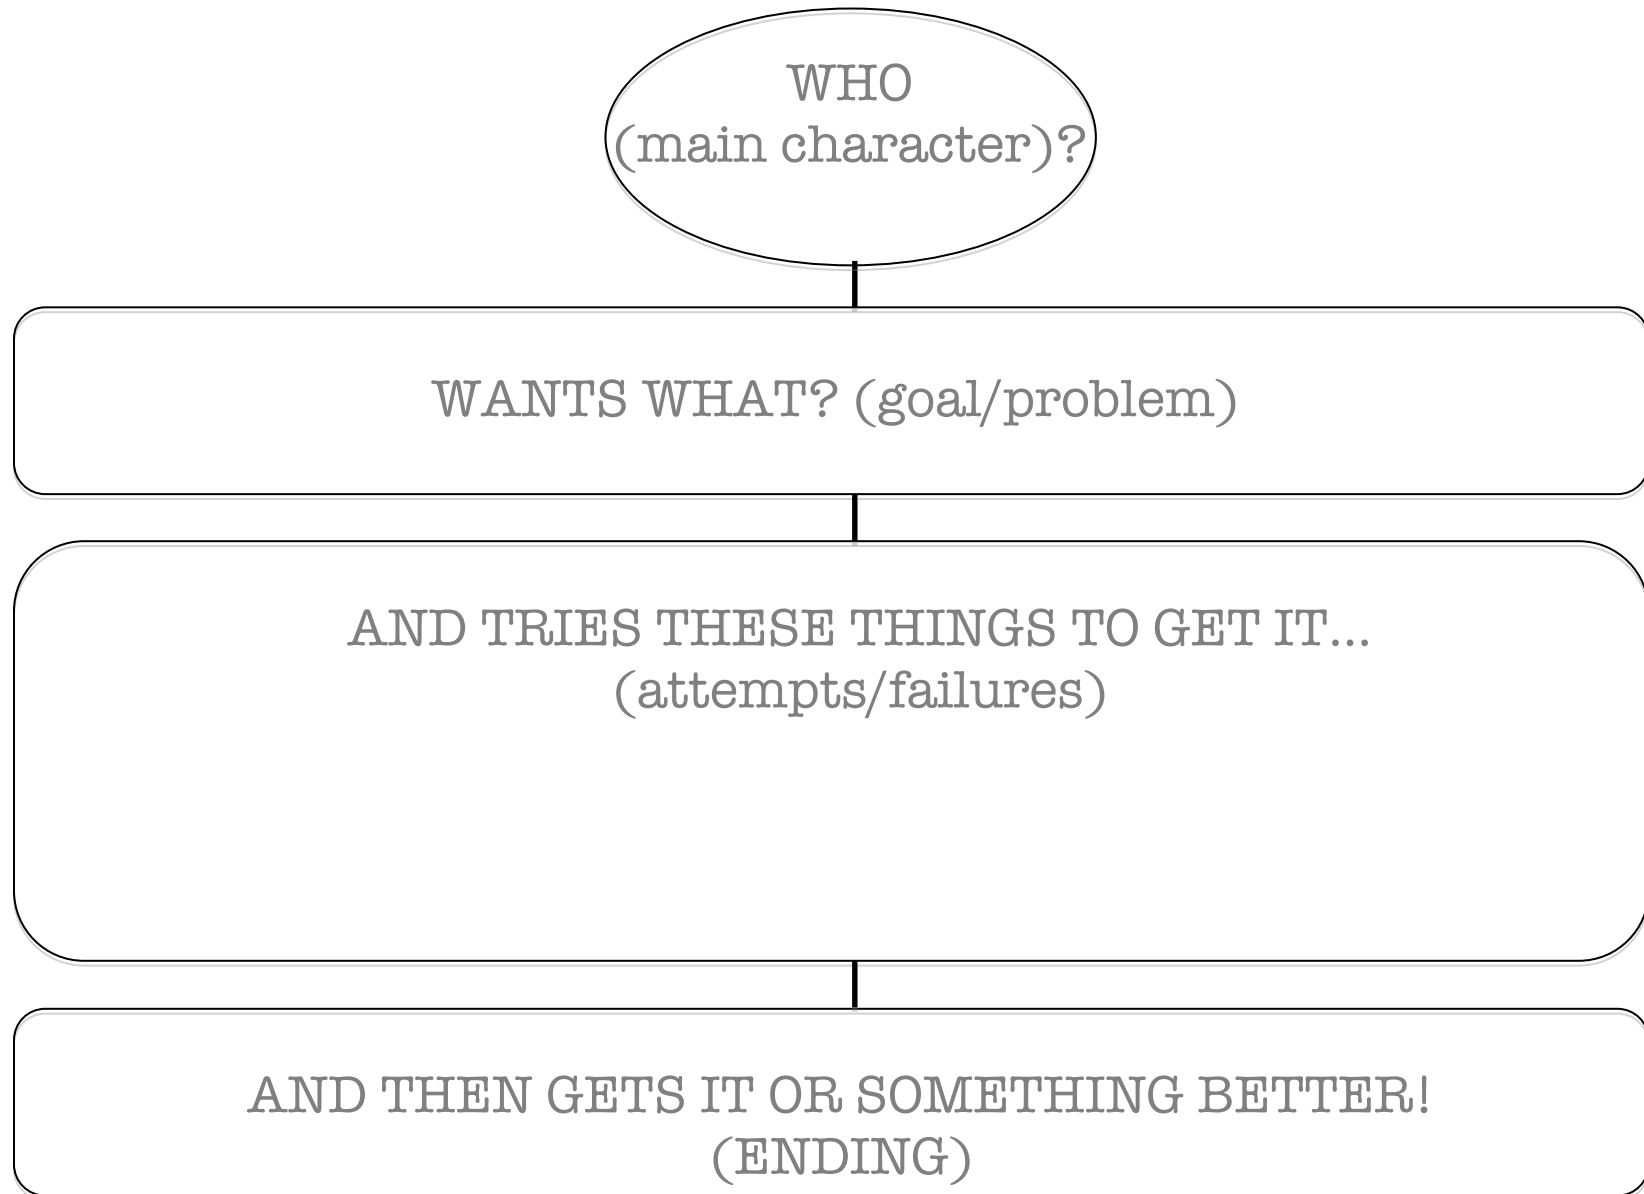 WHO
(main character)?
WANTS WHAT? (goal/problem)
AND TRIES THESE THINGS TO GET IT...
(attempts/failures)
AND THEN GETS IT OR SOMETHING BETTER!
(ENDING)